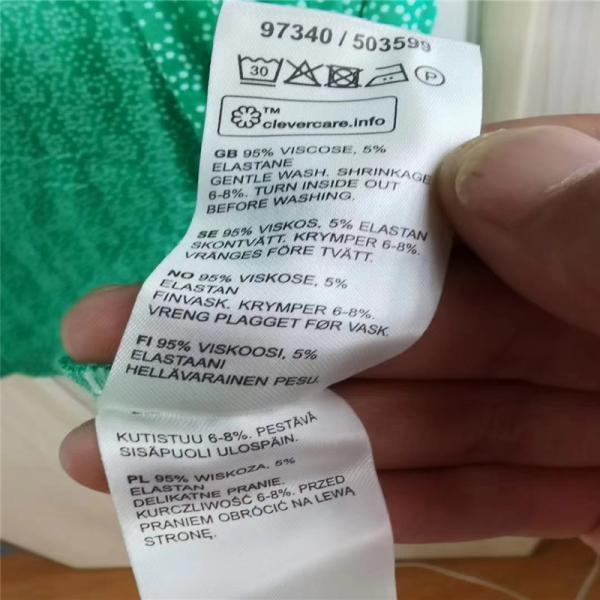 97340 / 503599
30 P
TM
clevercare.info
GB 95% VISCOSE, 5%
ELASTANE
GENTLE WASH. SHRINKAGE
6-8%. TURN INSIDE OUT
BEFORE WASHING.
SE 95% VISKOS, 5% ELASTAN
SKONTVÄTT. KRYMPER 6-8%.
VRÄNGES FÖRE TVÄTT.
NO 95% VISKOSE, 5%
ELASTAN
FINVASK. KRYMPER 6-8%.
VRENG PLAGGET FØR VASK.
FI 95% VISKOOSI, 5%
ELASTAANI
HELLÄVARAINEN PESU.
KUTISTUU 6-8%. PESTÄVÄ
SISÄPUOLI ULOSPÄIN.
PL 95% WISKOZA, 5%
ELASTAN
DELIKATNE PRANIE.
KURCZLIWOŚĆ 6-8%. PRZED
PRANIEM OBRÓCIĆ NA LEWĄ
STRONĘ.